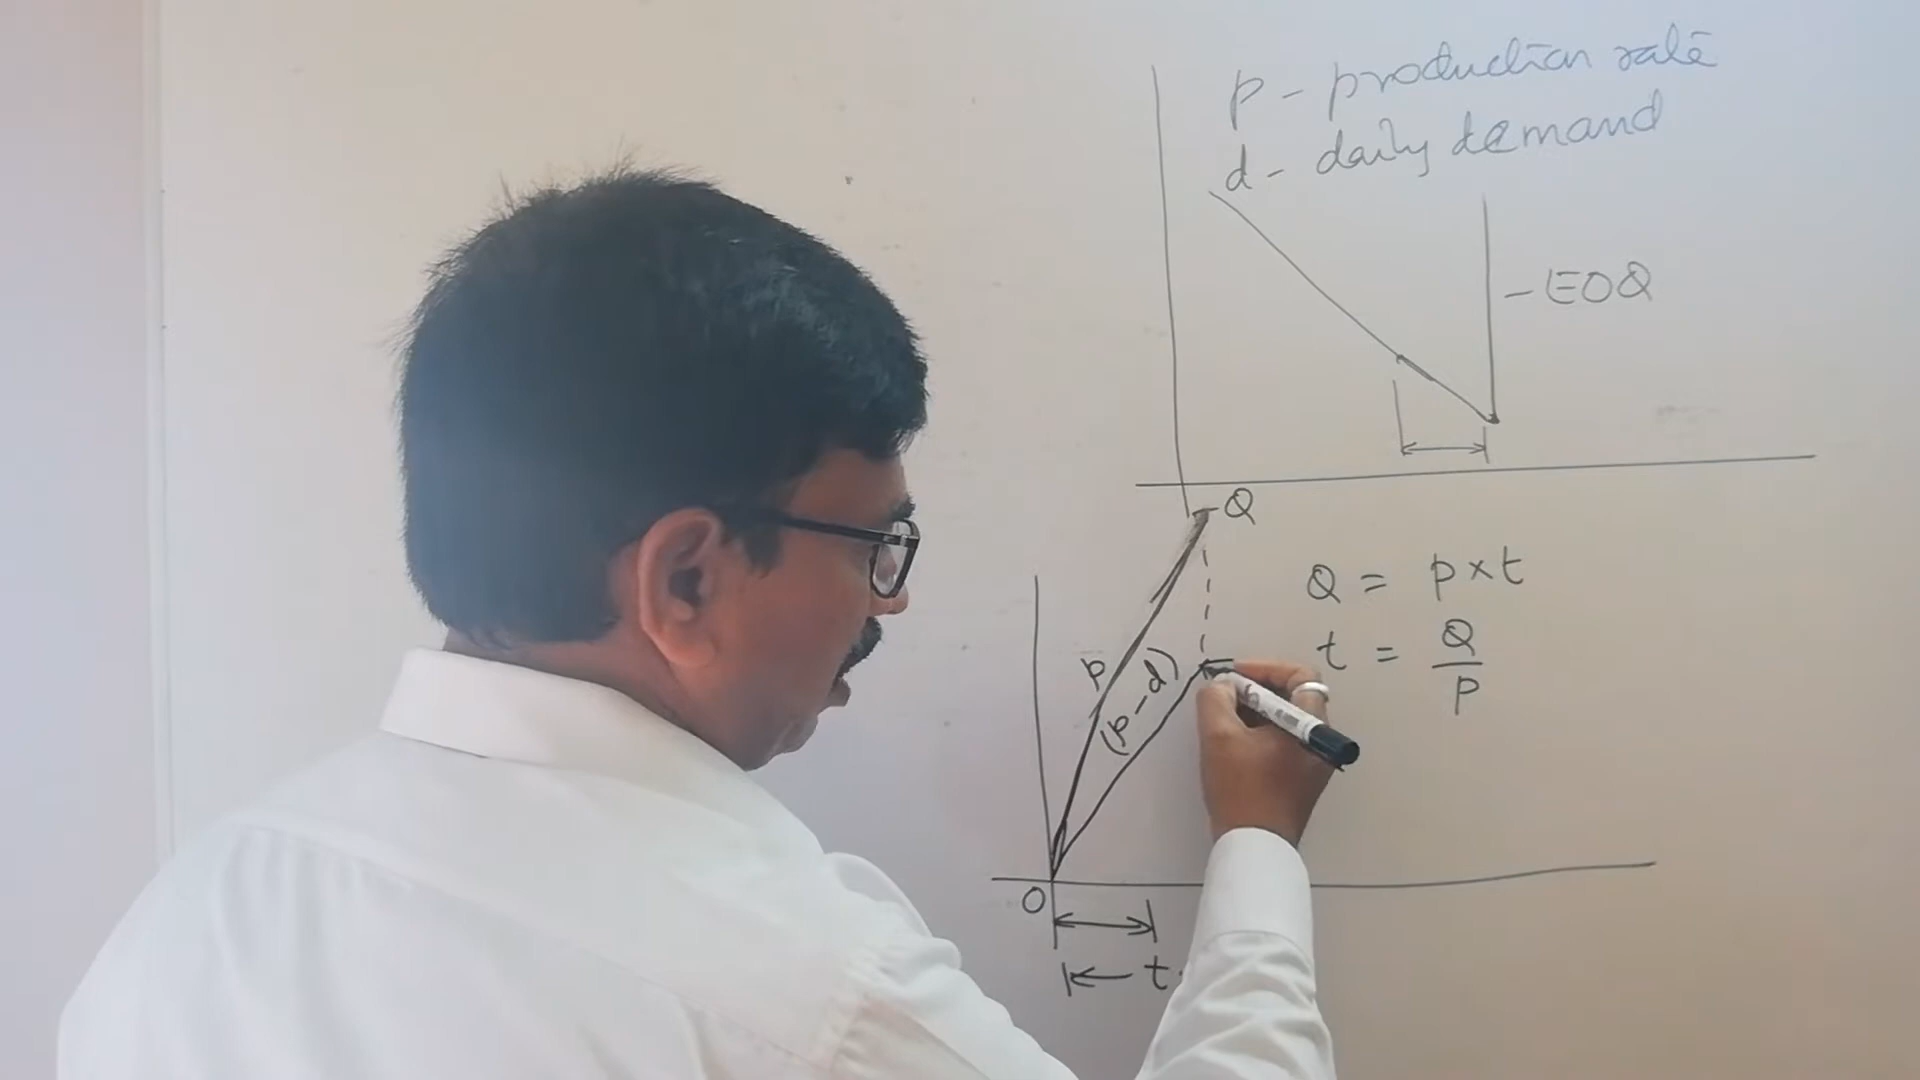 p - production rate
d - daily demand
- EOQ
Q
Q = p × t
t = Q/p
p
(p - d)
O
t